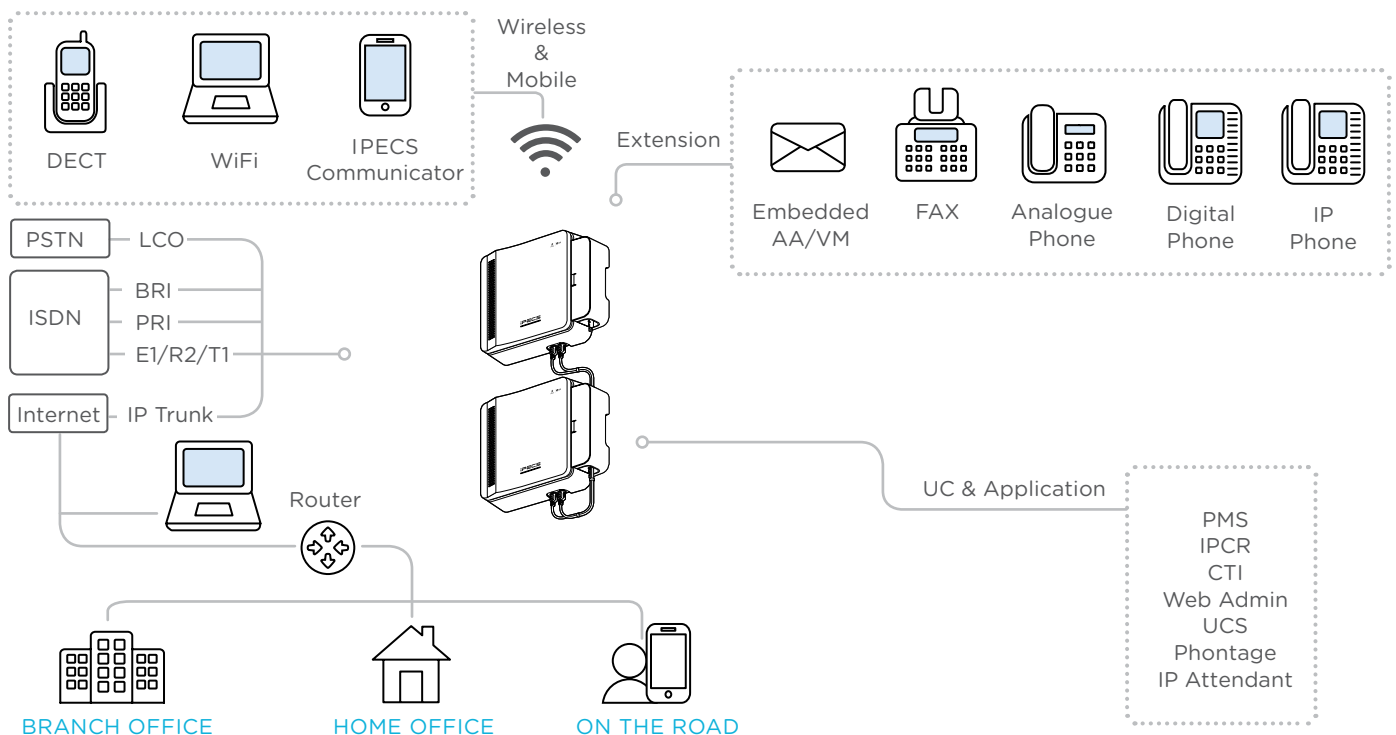 Wireless
&
Mobile
DECT
WiFi
IPECS
Communicator
Extension
Embedded
AA/VM
FAX
Analogue
Phone
Digital
Phone
IP
Phone
PSTN
LCO
ISDN
BRI
PRI
E1/R2/T1
Internet
IP Trunk
IPECS
IPECS
Router
UC & Application
PMS
IPCR
CTI
Web Admin
UCS
Phontage
IP Attendant
BRANCH OFFICE
HOME OFFICE
ON THE ROAD